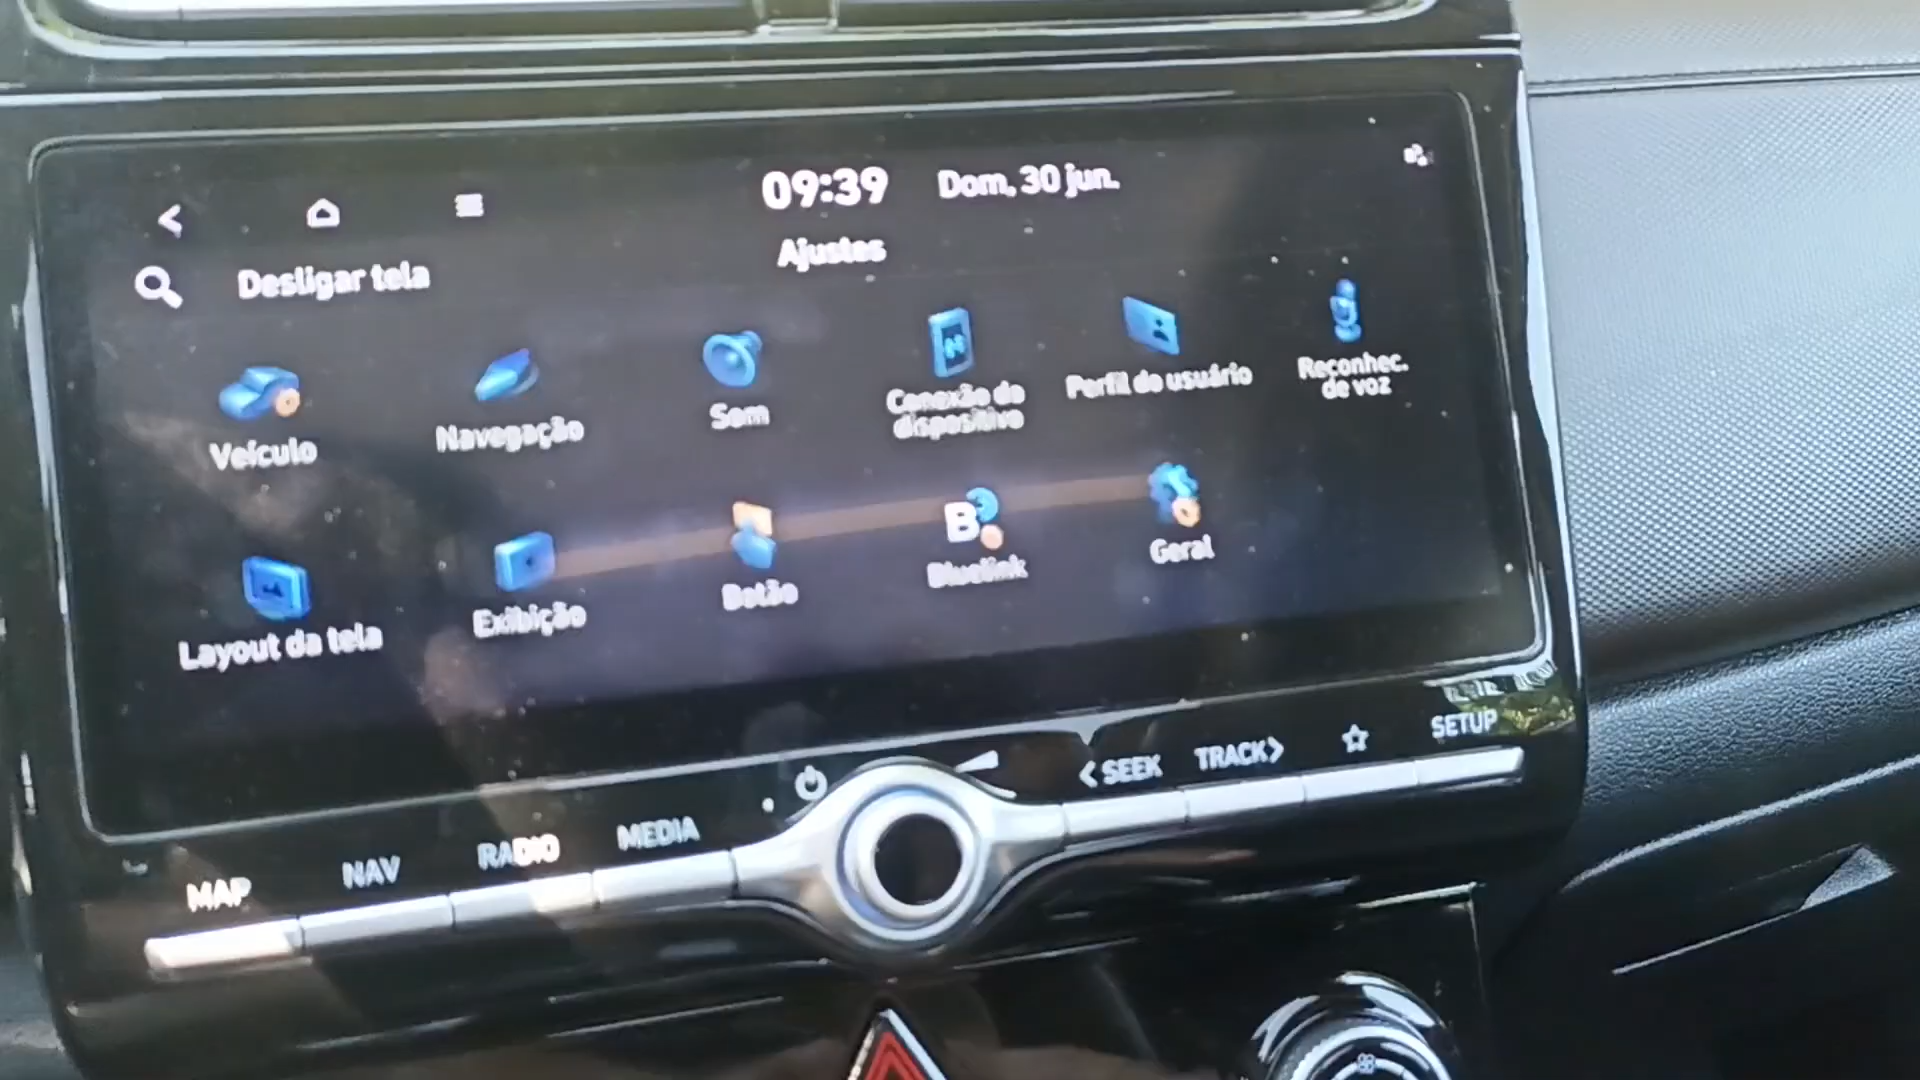 09:39 Dom, 30 jun.
Ajustes
Desligar tela
Veículo
Navegação
Som
Conexão do
dispositivo
Perfil do usuário
Reconhec.
de voz
Layout da tela
Exibição
Botão
Bluelink
Geral
MAP
NAV
RADIO
MEDIA
< SEEK
TRACK >
SETUP